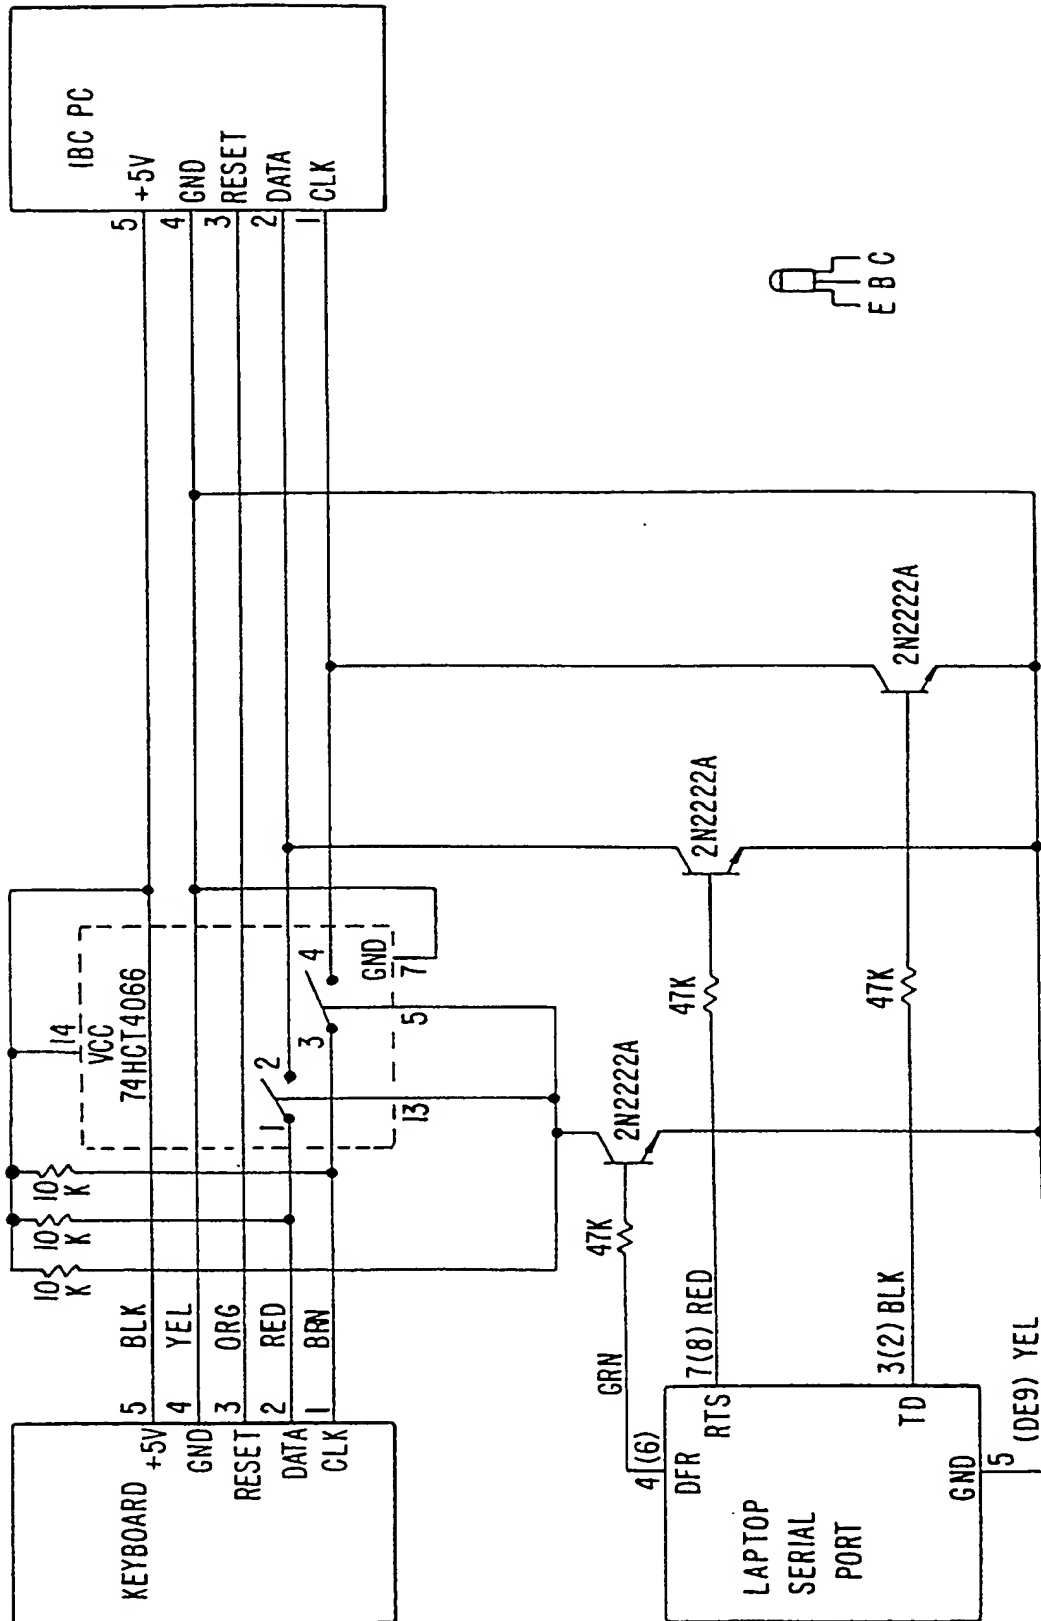 KEYBOARD
+5V
GND
RESET
DATA
CLK
5
4
3
2
1
BLK
YEL
ORG
RED
BRN
10
K
10
K
10
K
14
VCC
74HCT4066
1
2
3
4
GND
7
13
5
IBC PC
+5V
GND
RESET
DATA
CLK
5
4
3
2
1
LAPTOP
SERIAL
PORT
DFR
RTS
TD
GND
4 (6)
7(8) RED
3(2) BLK
5
(DE9) YEL
GRN
47K
47K
47K
2N2222A
2N2222A
2N2222A
E B C